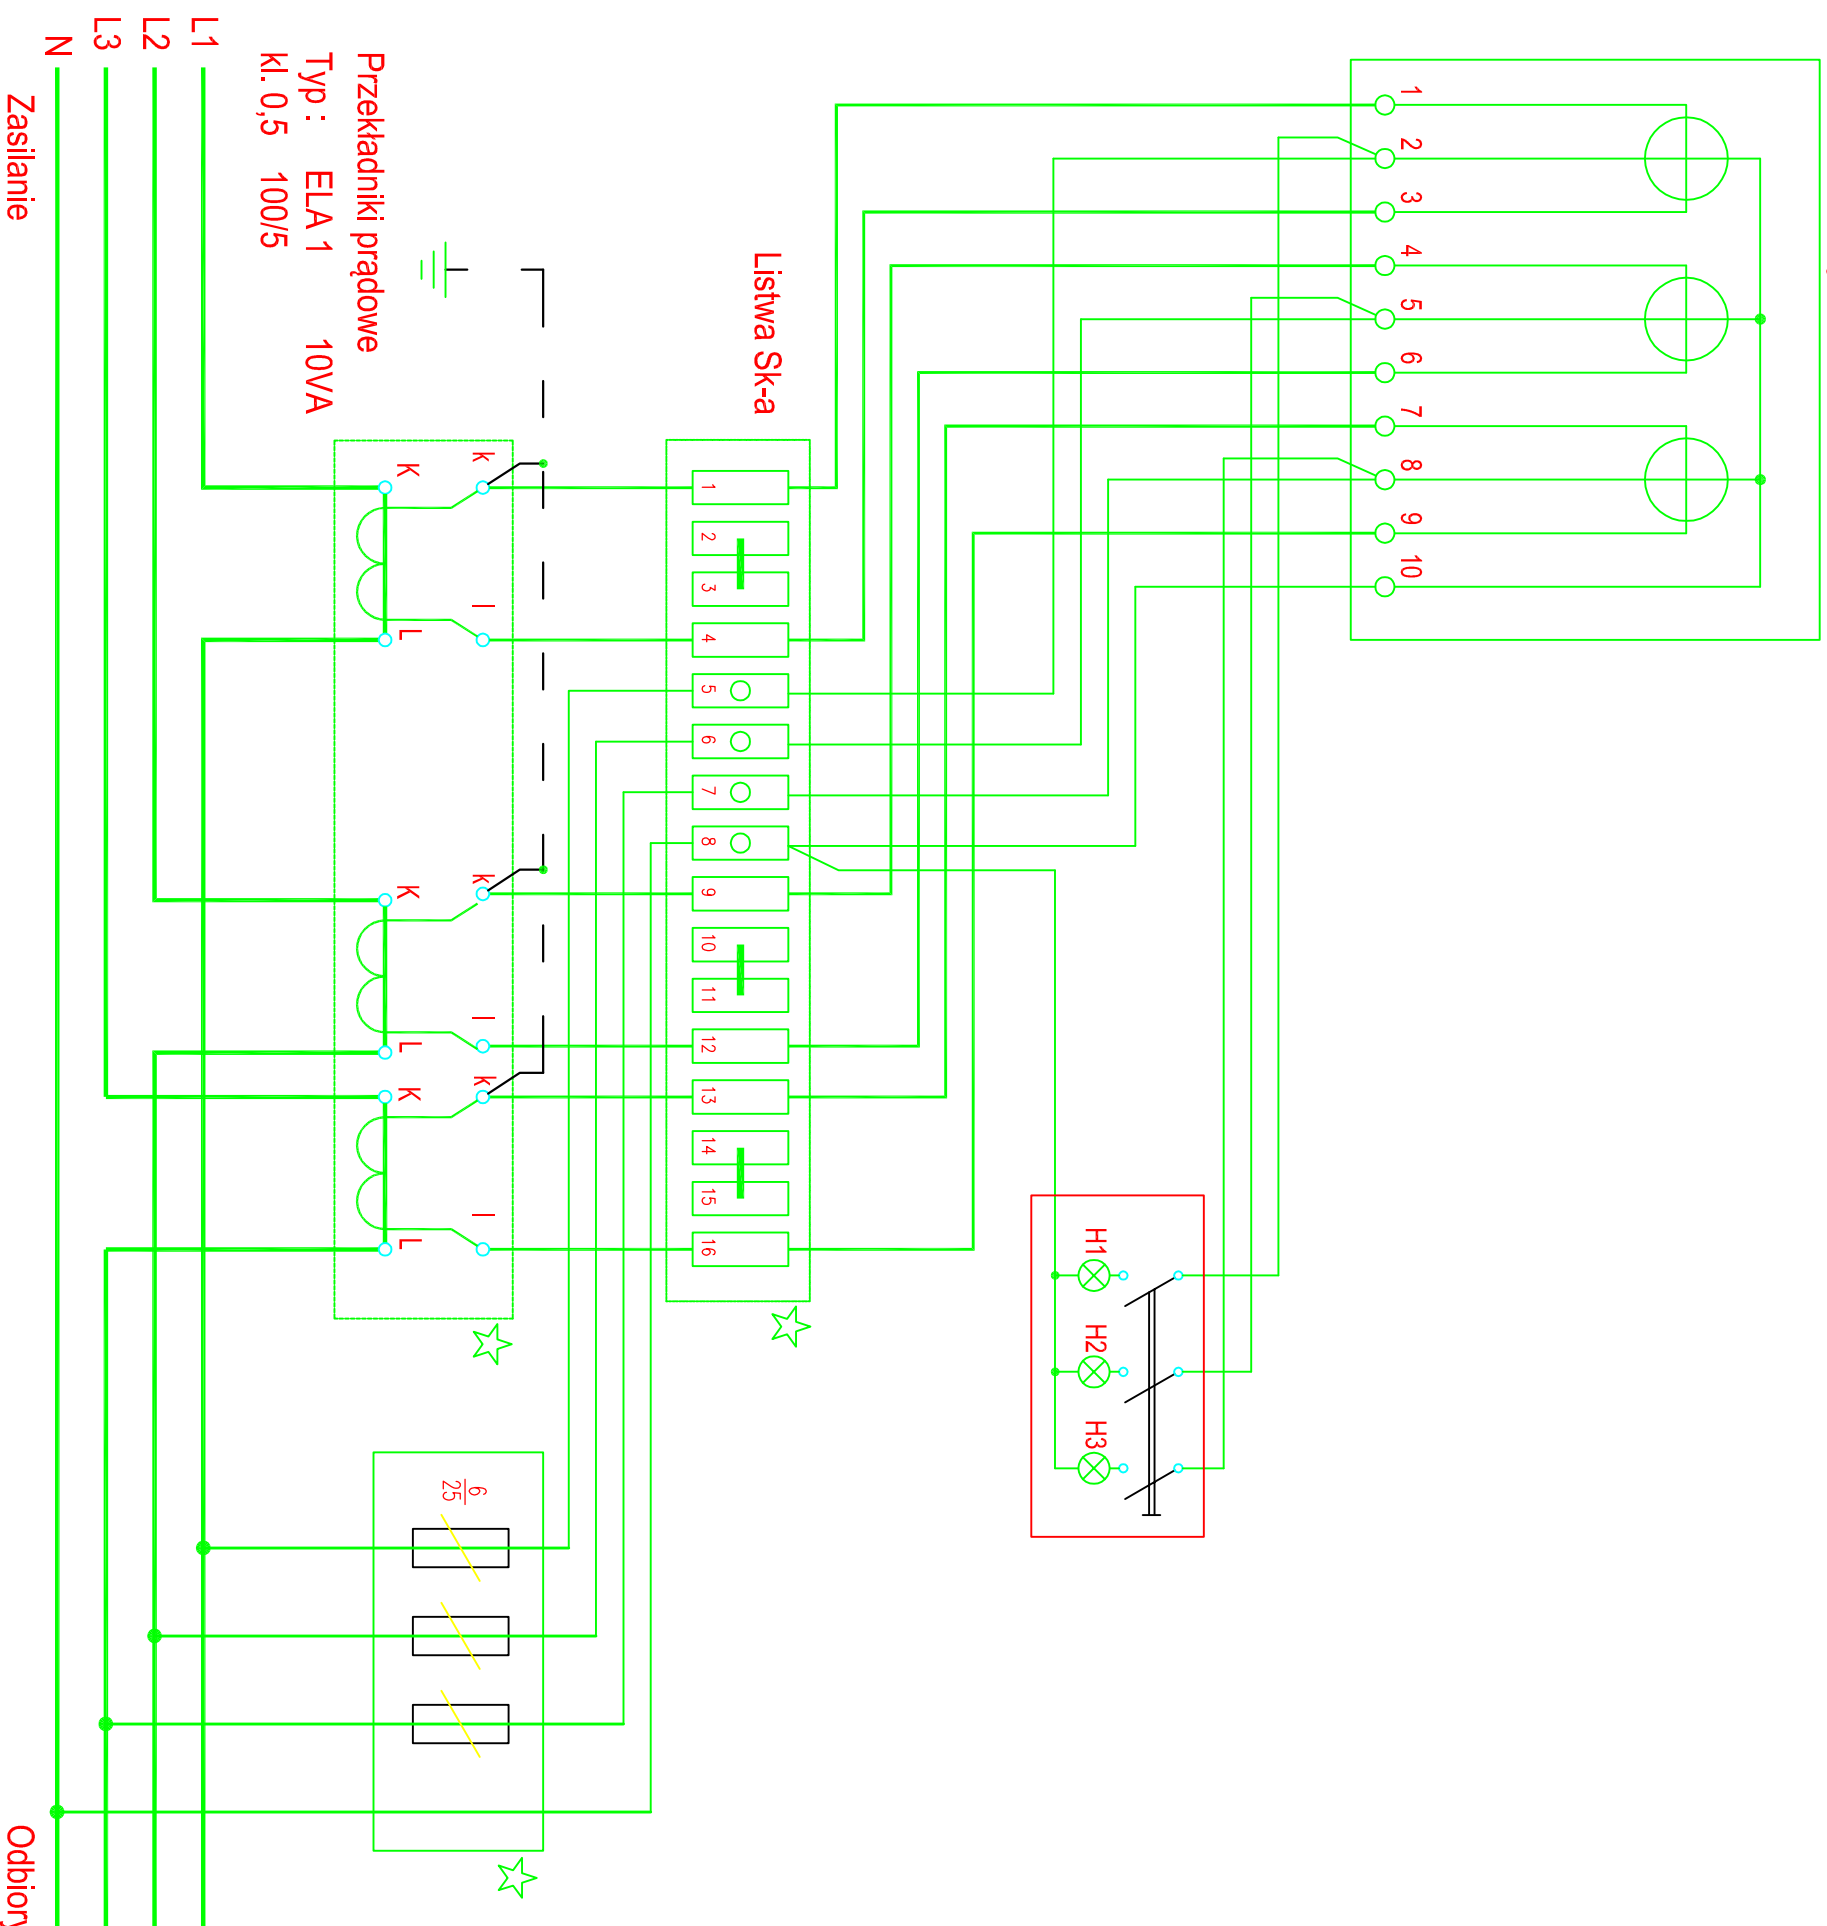 1
2
3
4
5
6
7
8
9
10
Listwa Sk-a
1
2
3
4
5
6
7
8
9
10
11
12
13
14
15
16
H1
H2
H3
Przekładniki prądowe
Typ : ELA 1 10VA
kl. 0,5 100/5
k
l
k
l
k
l
K
L
K
L
K
L
6
25
L1
L2
L3
N
Zasilanie
Odbiory